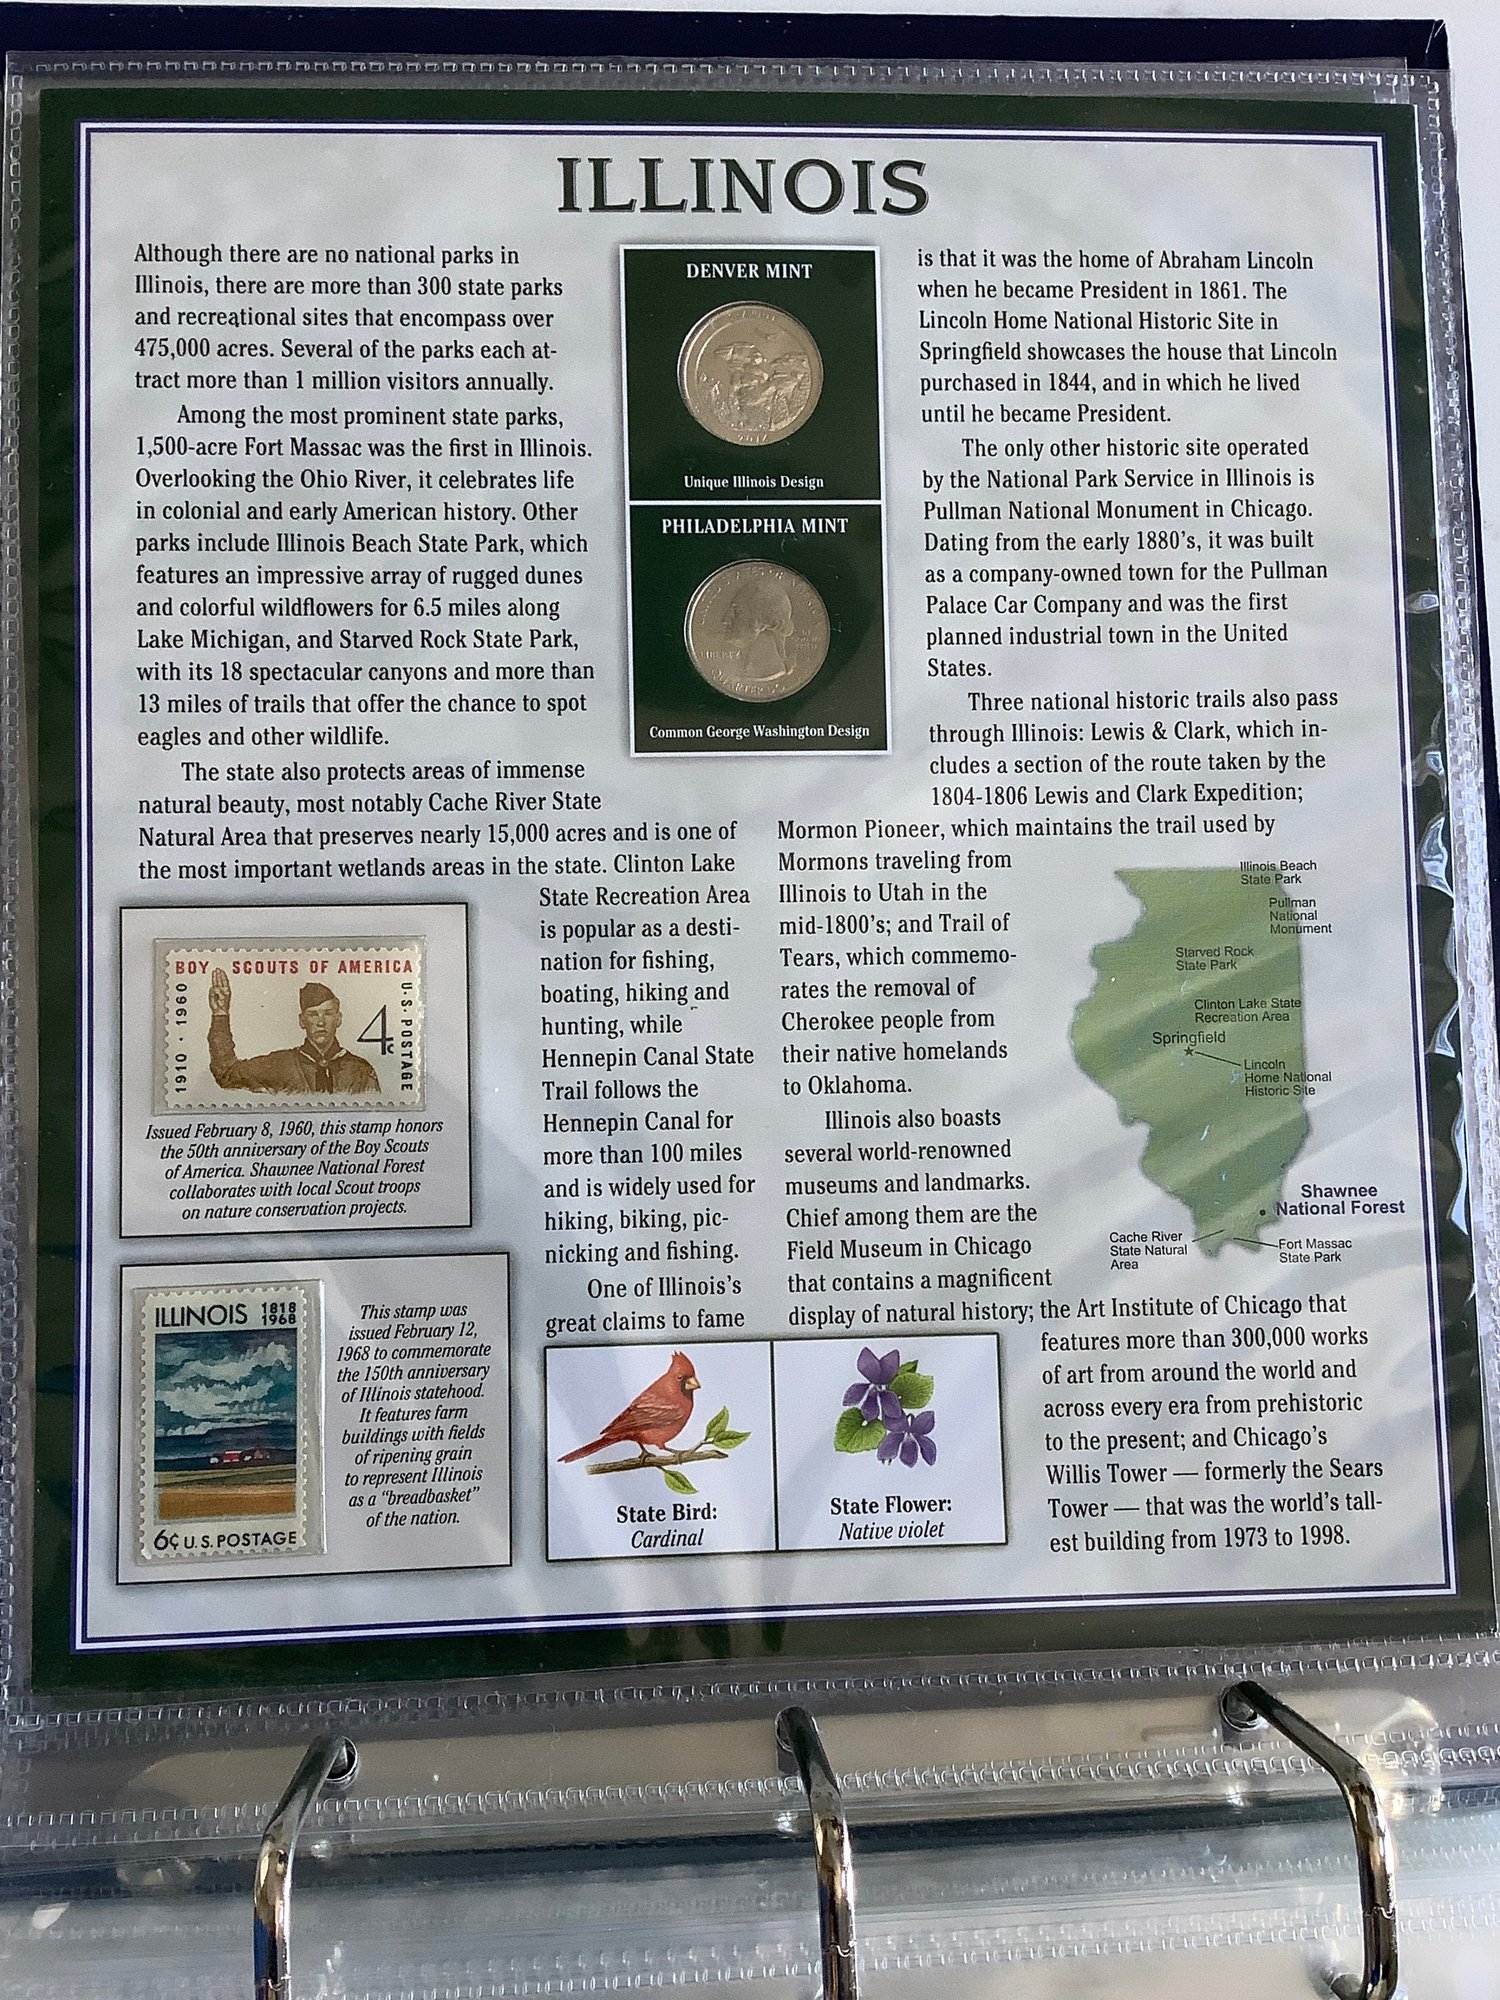 ILLINOIS
Although there are no national parks in
Illinois, there are more than 300 state parks
and recreational sites that encompass over
475,000 acres. Several of the parks each at-
tract more than 1 million visitors annually.
Among the most prominent state parks,
1,500-acre Fort Massac was the first in Illinois.
Overlooking the Ohio River, it celebrates life
in colonial and early American history. Other
parks include Illinois Beach State Park, which
features an impressive array of rugged dunes
and colorful wildflowers for 6.5 miles along
Lake Michigan, and Starved Rock State Park,
with its 18 spectacular canyons and more than
13 miles of trails that offer the chance to spot
eagles and other wildlife.
The state also protects areas of immense
natural beauty, most notably Cache River State
Natural Area that preserves nearly 15,000 acres and is one of
the most important wetlands areas in the state. Clinton Lake
State Recreation Area
is popular as a desti-
nation for fishing,
boating, hiking and
hunting, while
Hennepin Canal State
Trail follows the
Hennepin Canal for
more than 100 miles
and is widely used for
hiking, biking, pic-
nicking and fishing.
One of Illinois's
great claims to fame
DENVER MINT
Unique Illinois Design
PHILADELPHIA MINT
LIBERTY
QUARTER
Common George Washington Design
is that it was the home of Abraham Lincoln
when he became President in 1861. The
Lincoln Home National Historic Site in
Springfield showcases the house that Lincoln
purchased in 1844, and in which he lived
until he became President.
The only other historic site operated
by the National Park Service in Illinois is
Pullman National Monument in Chicago.
Dating from the early 1880's, it was built
as a company-owned town for the Pullman
Palace Car Company and was the first
planned industrial town in the United
States.
Three national historic trails also pass
through Illinois: Lewis & Clark, which in-
cludes a section of the route taken by the
1804-1806 Lewis and Clark Expedition;
Mormon Pioneer, which maintains the trail used by
Mormons traveling from
Illinois to Utah in the
mid-1800's; and Trail of
Tears, which commemo-
rates the removal of
Cherokee people from
their native homelands
to Oklahoma.
Illinois also boasts
several world-renowned
museums and landmarks.
Chief among them are the
Field Museum in Chicago
that contains a magnificent
display of natural history; the Art Institute of Chicago that
features more than 300,000 works
of art from around the world and
across every era from prehistoric
to the present; and Chicago's
Willis Tower — formerly the Sears
Tower — that was the world's tall-
est building from 1973 to 1998.
BOY SCOUTS OF AMERICA
1910 · 1960
4c
U·S·POSTAGE
Issued February 8, 1960, this stamp honors
the 50th anniversary of the Boy Scouts
of America. Shawnee National Forest
collaborates with local Scout troops
on nature conservation projects.
ILLINOIS 1818
1968
6¢ U.S. POSTAGE
This stamp was
issued February 12,
1968 to commemorate
the 150th anniversary
of Illinois statehood.
It features farm
buildings with fields
of ripening grain
to represent Illinois
as a "breadbasket"
of the nation.
State Bird:
Cardinal
State Flower:
Native violet
Illinois Beach
State Park
Pullman
National
Monument
Starved Rock
State Park
Clinton Lake State
Recreation Area
Springfield
Lincoln
Home National
Historic Site
Shawnee
National Forest
Cache River
State Natural
Area
Fort Massac
State Park